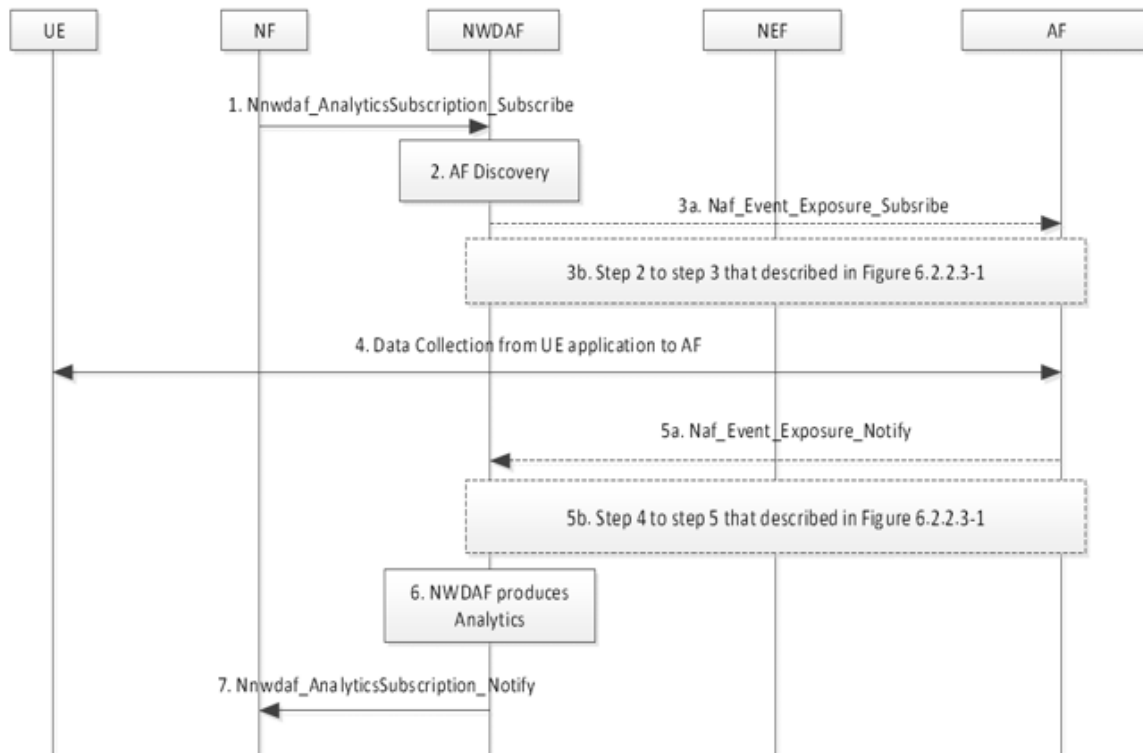 UE
NF
NWDAF
NEF
AF
1. Nnwdaf_AnalyticsSubscription_Subscribe
2. AF Discovery
3a. Naf_Event_Exposure_Subsribe
3b. Step 2 to step 3 that described in Figure 6.2.2.3-1
4. Data Collection from UE application to AF
5a. Naf_Event_Exposure_Notify
5b. Step 4 to step 5 that described in Figure 6.2.2.3-1
6. NWDAF produces
Analytics
7. Nnwdaf_AnalyticsSubscription_Notify